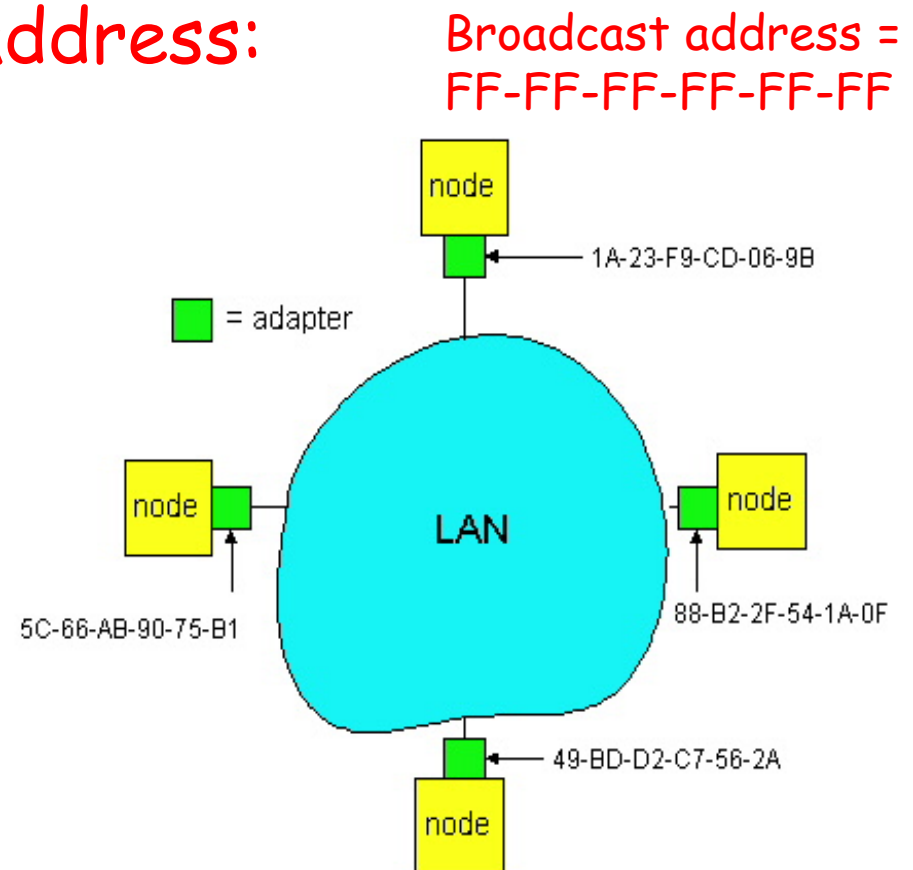 Address:
Broadcast address =
FF-FF-FF-FF-FF-FF
node
1A-23-F9-CD-06-9B
= adapter
node
LAN
node
5C-66-AB-90-75-B1
88-B2-2F-54-1A-0F
49-BD-D2-C7-56-2A
node